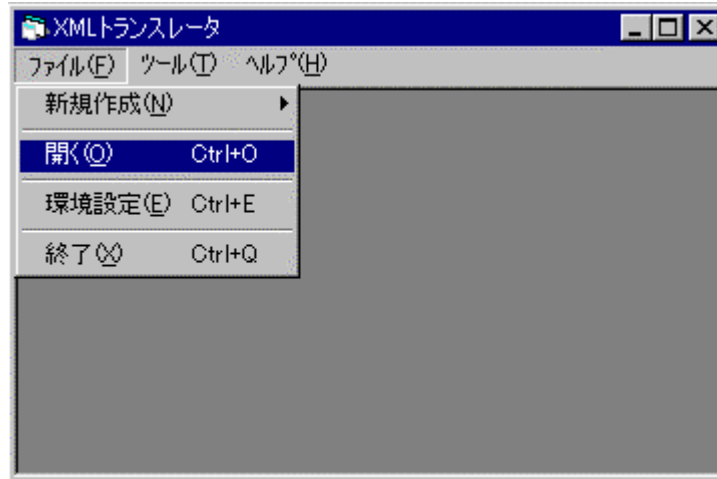 XMLトランスレータ
ﾌｧｲﾙ(F) ﾂｰﾙ(T) ﾍﾙﾌﾟ(H)
新規作成(N)
開く(O) Ctrl+O
環境設定(E) Ctrl+E
終了(X) Ctrl+Q